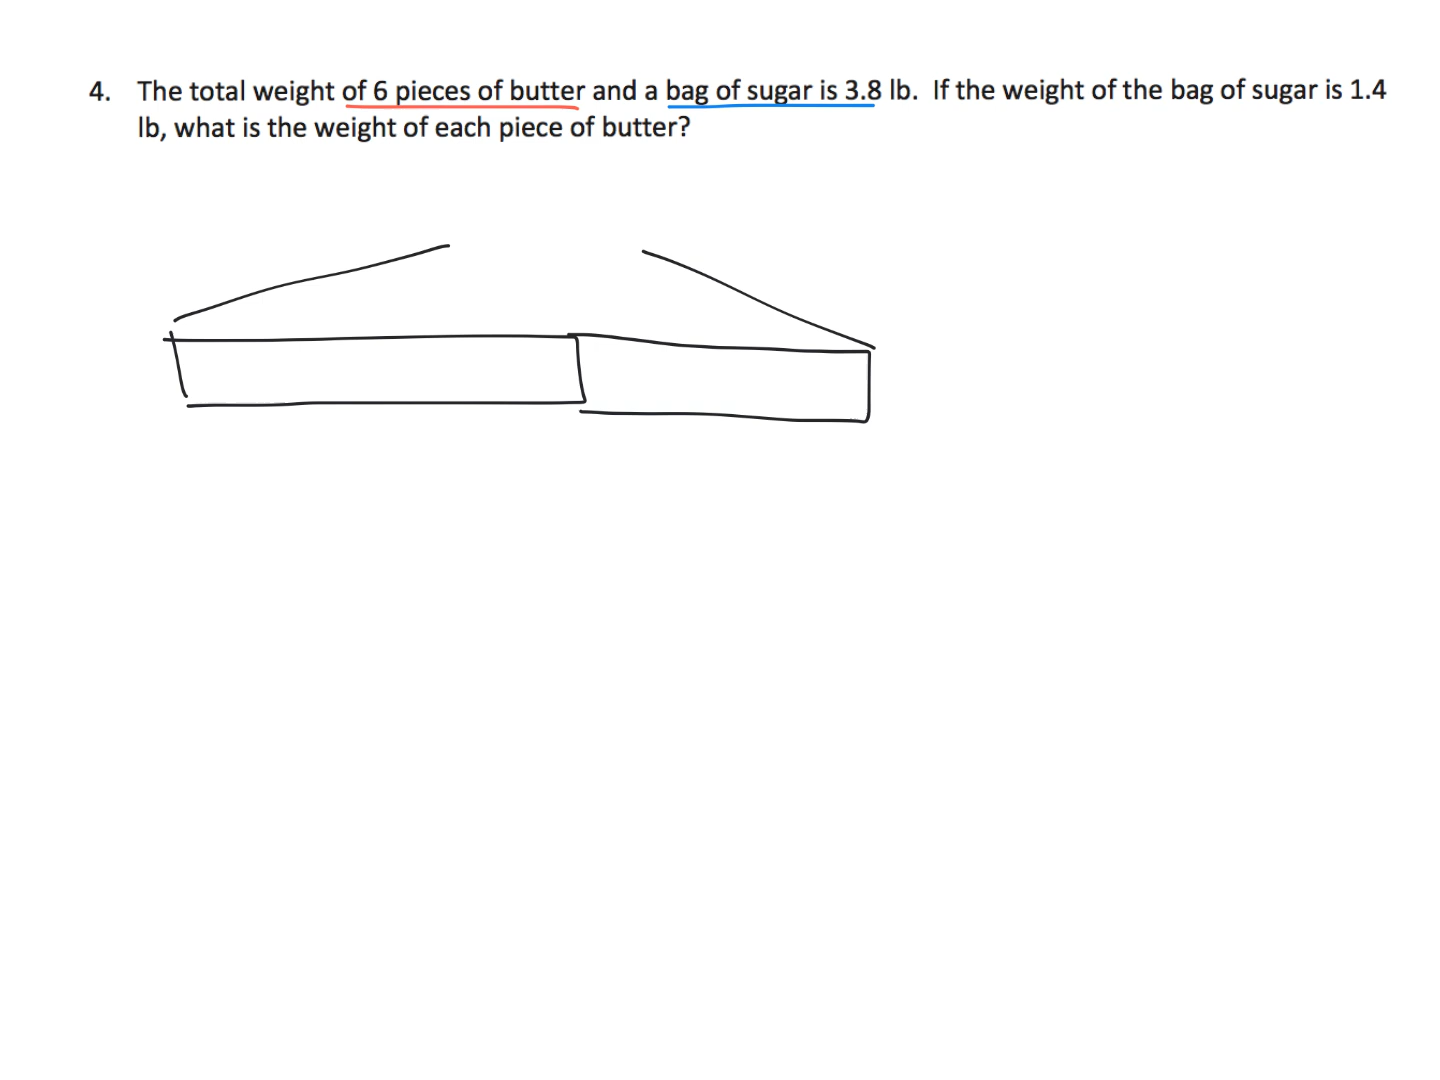 4. The total weight of 6 pieces of butter and a bag of sugar is 3.8 lb. If the weight of the bag of sugar is 1.4
lb, what is the weight of each piece of butter?